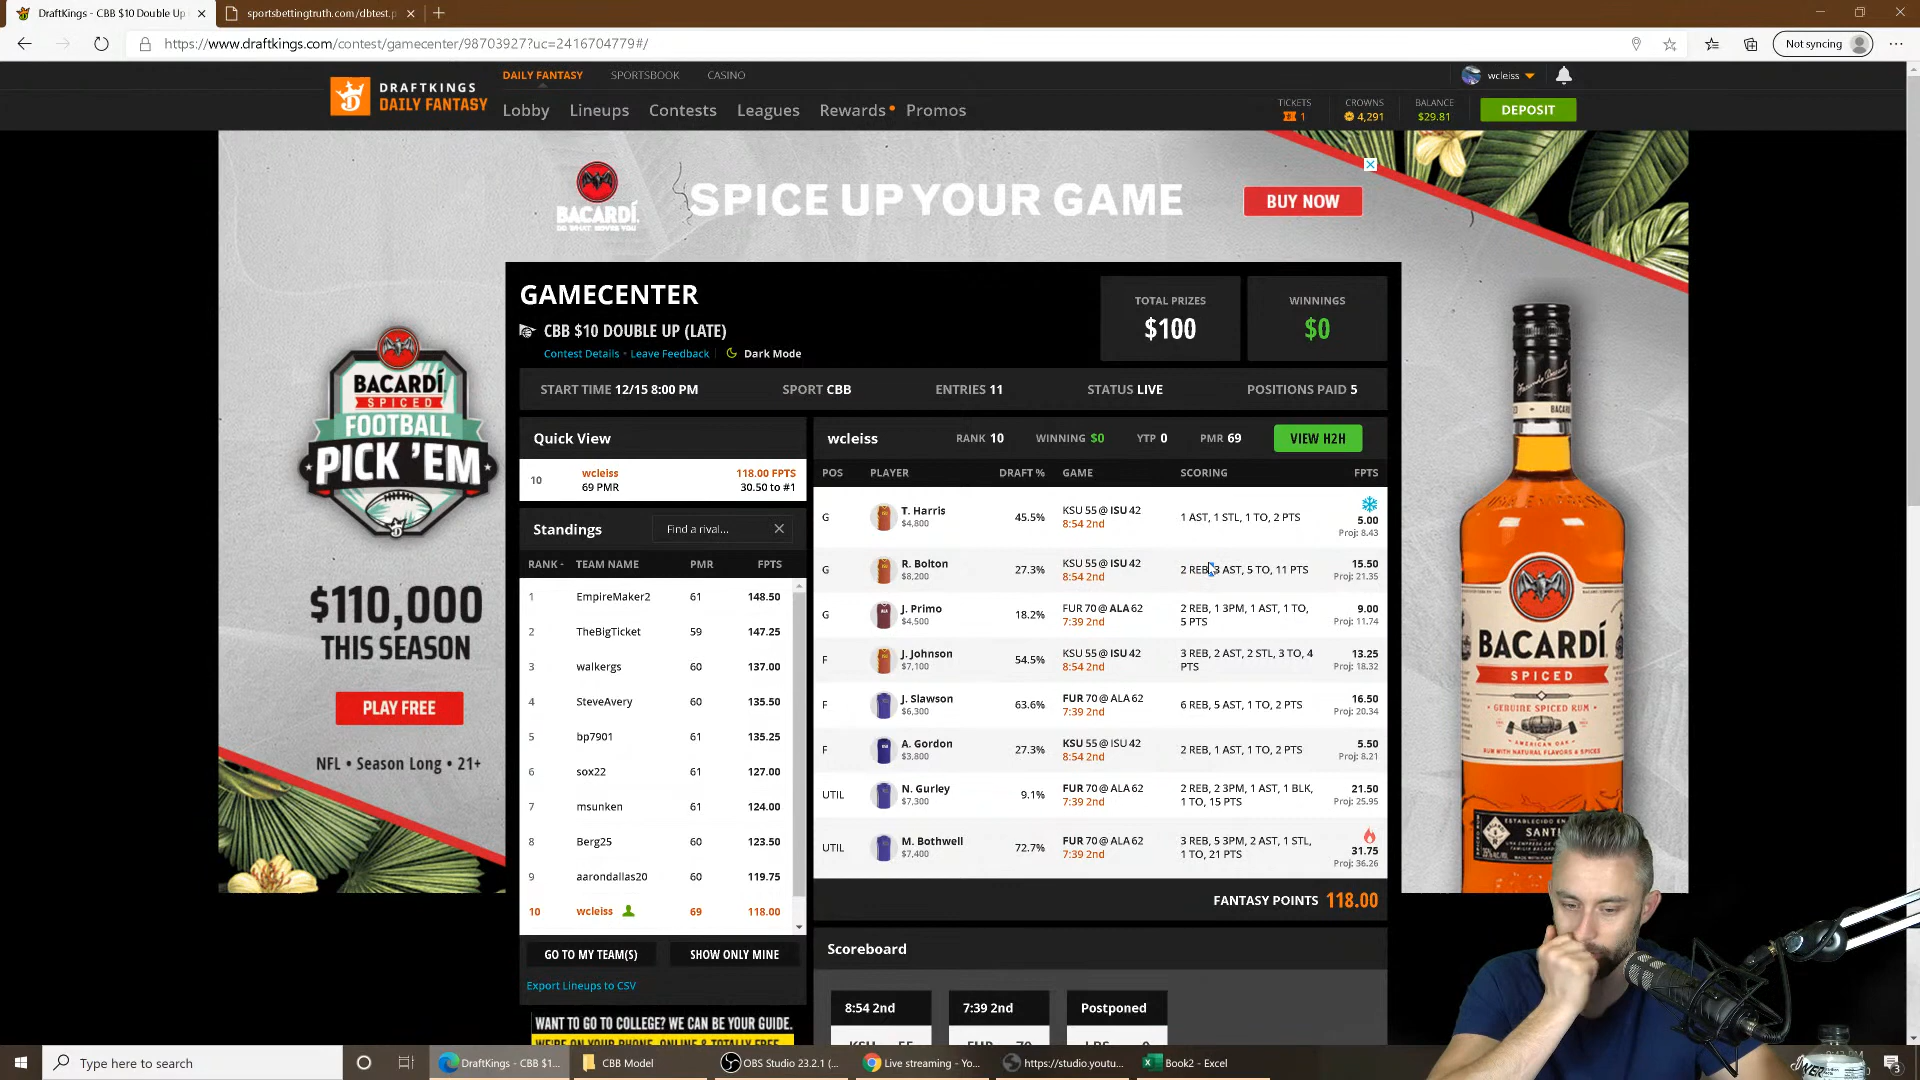 DraftKings - CBB $10 Double Up
sportsbettingtruth.com/dbtest.p
https://www.draftkings.com/contest/gamecenter/98703927?uc=2416704779#/
Not syncing
DRAFTKINGS
DAILY FANTASY
DAILY FANTASY SPORTSBOOK CASINO
Lobby Lineups Contests Leagues Rewards Promos
wcleiss
TICKETS CROWNS BALANCE
1 4,291 $29.81
DEPOSIT
BACARDÍ
DO WHAT MOVES YOU
SPICE UP YOUR GAME
BUY NOW
GAMECENTER
CBB $10 DOUBLE UP (LATE)
Contest Details • Leave Feedback Dark Mode
TOTAL PRIZES
$100
WINNINGS
$0
START TIME 12/15 8:00 PM SPORT CBB ENTRIES 11 STATUS LIVE POSITIONS PAID 5
BACARDÍ
SPICED
FOOTBALL
PICK 'EM
$110,000
THIS SEASON
PLAY FREE
NFL • Season Long • 21+
Quick View
10 wcleiss 118.00 FPTS
69 PMR 30.50 to #1
Standings Find a rival...
RANK TEAM NAME PMR FPTS
1 EmpireMaker2 61 148.50
2 TheBigTicket 59 147.25
3 walkergs 60 137.00
4 SteveAvery 60 135.50
5 bp7901 61 135.25
6 sox22 61 127.00
7 msunken 61 124.00
8 Berg25 60 123.50
9 aarondallas20 60 119.75
10 wcleiss 69 118.00
GO TO MY TEAM(S) SHOW ONLY MINE
Export Lineups to CSV
WANT TO GO TO COLLEGE? WE CAN BE YOUR GUIDE.
wcleiss RANK 10 WINNING $0 YTP 0 PMR 69 VIEW H2H
POS PLAYER DRAFT % GAME SCORING FPTS
G T. Harris $4,800 45.5% KSU 55 @ ISU 42 8:54 2nd 1 AST, 1 STL, 1 TO, 2 PTS 5.00 Proj: 8.43
G R. Bolton $8,200 27.3% KSU 55 @ ISU 42 8:54 2nd 2 REB, 3 AST, 5 TO, 11 PTS 15.50 Proj: 21.35
G J. Primo $4,500 18.2% FUR 70 @ ALA 62 7:39 2nd 2 REB, 1 3PM, 1 AST, 1 TO, 5 PTS 9.00 Proj: 11.74
F J. Johnson $7,100 54.5% KSU 55 @ ISU 42 8:54 2nd 3 REB, 2 AST, 2 STL, 3 TO, 4 PTS 13.25 Proj: 18.32
F J. Slawson $6,300 63.6% FUR 70 @ ALA 62 7:39 2nd 6 REB, 5 AST, 1 TO, 2 PTS 16.50 Proj: 20.34
F A. Gordon $3,800 27.3% KSU 55 @ ISU 42 8:54 2nd 2 REB, 1 AST, 1 TO, 2 PTS 5.50 Proj: 8.21
UTIL N. Gurley $7,300 9.1% FUR 70 @ ALA 62 7:39 2nd 2 REB, 2 3PM, 1 AST, 1 BLK, 1 TO, 15 PTS 21.50 Proj: 25.95
UTIL M. Bothwell $7,400 72.7% FUR 70 @ ALA 62 7:39 2nd 3 REB, 5 3PM, 2 AST, 1 STL, 1 TO, 21 PTS 31.75 Proj: 36.26
FANTASY POINTS 118.00
Scoreboard
8:54 2nd 7:39 2nd Postponed
BACARDÍ
SPICED
GENUINE SPICED RUM
RUM WITH NATURAL FLAVORS & SPICES
Type here to search
DraftKings - CBB $1...
CBB Model
OBS Studio 23.2.1 (...
Live streaming - Yo...
https://studio.youtu...
Book2 - Excel
3